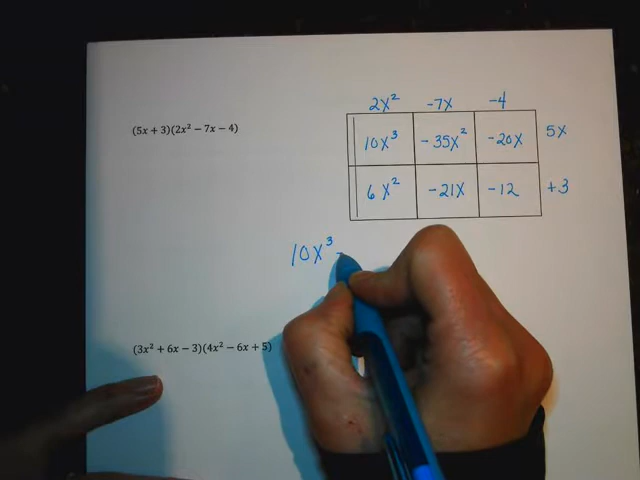 2x² -7x -4
(5x + 3)(2x² − 7x − 4)
10x³ -35x² -20x 5x
6x² -21x -12 +3
10x³ -
(3x² + 6x − 3)(4x² − 6x + 5)